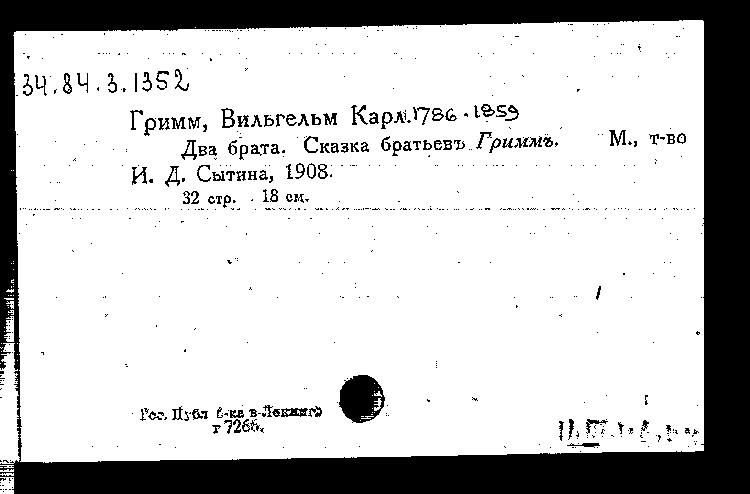 34.84.3.1352
Гримм, Вильгельм Карл. 1786-1859
Два брата. Сказка братьевъ Гриммъ. М., т-во
И. Д. Сытина, 1908.
32 стр. 18 см.
Гос. Публ б-ка в Ленингр
т 726б.